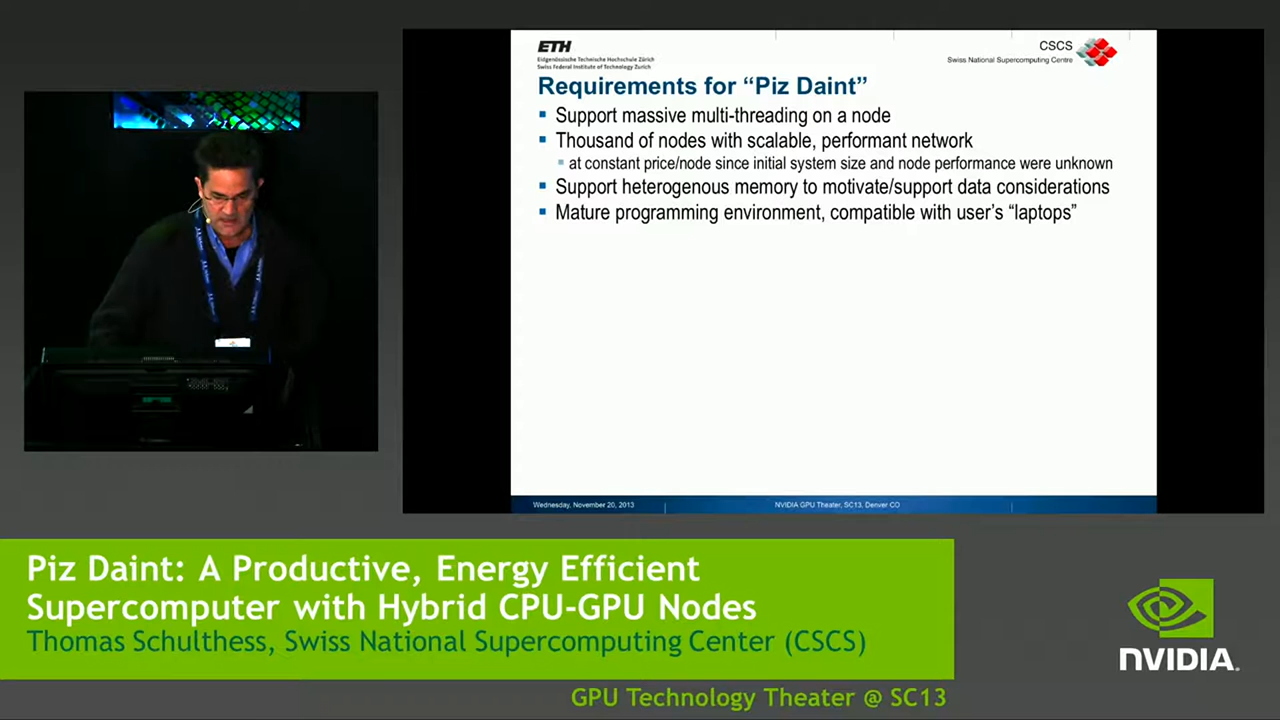 ETH
Eidgenössische Technische Hochschule Zürich
Swiss Federal Institute of Technology Zurich
CSCS
Swiss National Supercomputing Centre
Requirements for “Piz Daint”
Support massive multi-threading on a node
Thousand of nodes with scalable, performant network
at constant price/node since initial system size and node performance were unknown
Support heterogenous memory to motivate/support data considerations
Mature programming environment, compatible with user’s “laptops”
Wednesday, November 20, 2013
NVIDIA GPU Theater, SC13, Denver CO
Piz Daint: A Productive, Energy Efficient
Supercomputer with Hybrid CPU-GPU Nodes
Thomas Schulthess, Swiss National Supercomputing Center (CSCS)
NVIDIA.
GPU Technology Theater @ SC13